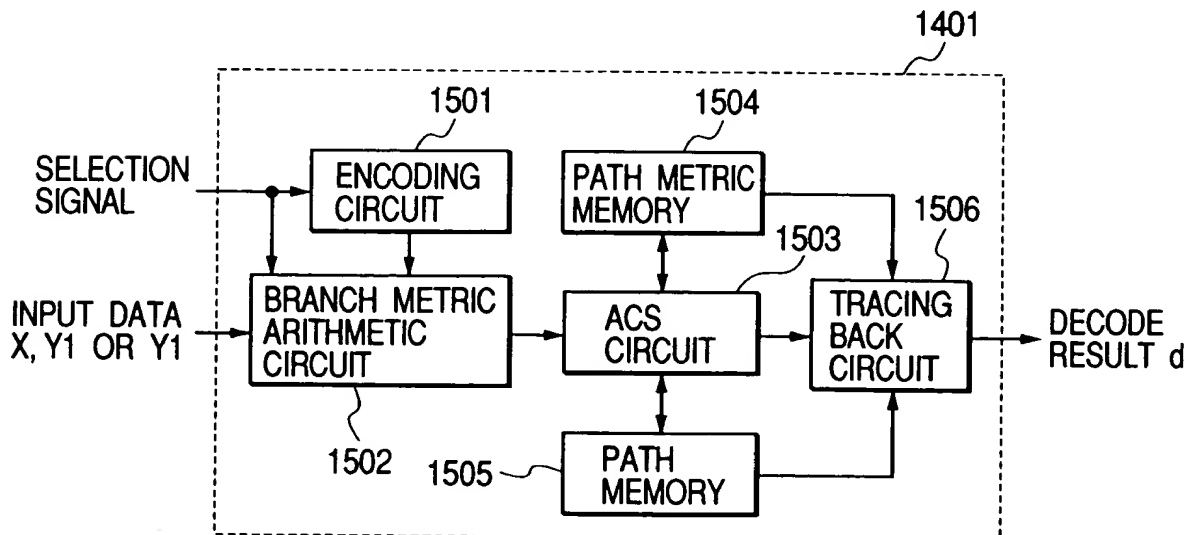 1401
1501
1504
SELECTION
SIGNAL
ENCODING
CIRCUIT
PATH METRIC
MEMORY
1506
1503
INPUT DATA
X, Y1 OR Y1
BRANCH METRIC
ARITHMETIC
CIRCUIT
ACS
CIRCUIT
TRACING
BACK
CIRCUIT
DECODE
RESULT d
1502
1505
PATH
MEMORY